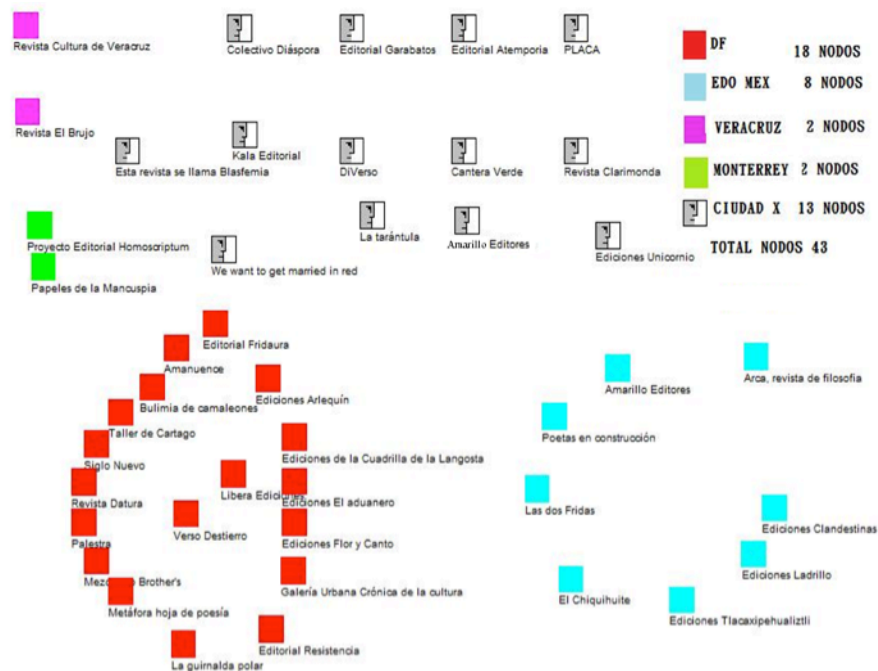 Revista Cultura de Veracruz
Colectivo Diáspora
Editorial Garabatos
Editorial Atemporia
PLACA
DF 18 NODOS
EDO MEX 8 NODOS
VERACRUZ 2 NODOS
MONTERREY 2 NODOS
CIUDAD X 13 NODOS
TOTAL NODOS 43
Revista El Brujo
Esta revista se llama Blasfemia
Kala Editorial
DiVerso
Cantera Verde
Revista Clarimonda
Proyecto Editorial Homoscriptum
Papeles de la Mancuspia
We want to get married in red
La tarántula
Amarillo Editores
Ediciones Unicornio
Editorial Fridaura
Amanuence
Ediciones Arlequín
Bulimia de camaleones
Taller de Cartago
Ediciones de la Cuadrilla de la Langosta
Siglo Nuevo
Libera Ediciones
Ediciones El aduanero
Revista Datura
Verso Destierro
Ediciones Flor y Canto
Palestra
Brother's
Galería Urbana Crónica de la cultura
Metáfora hoja de poesía
Editorial Resistencia
La guirnalda polar
Amarillo Editores
Arca, revista de filosofia
Poetas en construcción
Las dos Fridas
Ediciones Clandestinas
Ediciones Ladrillo
El Chiquihuite
Ediciones Tlacaxipehualiztli